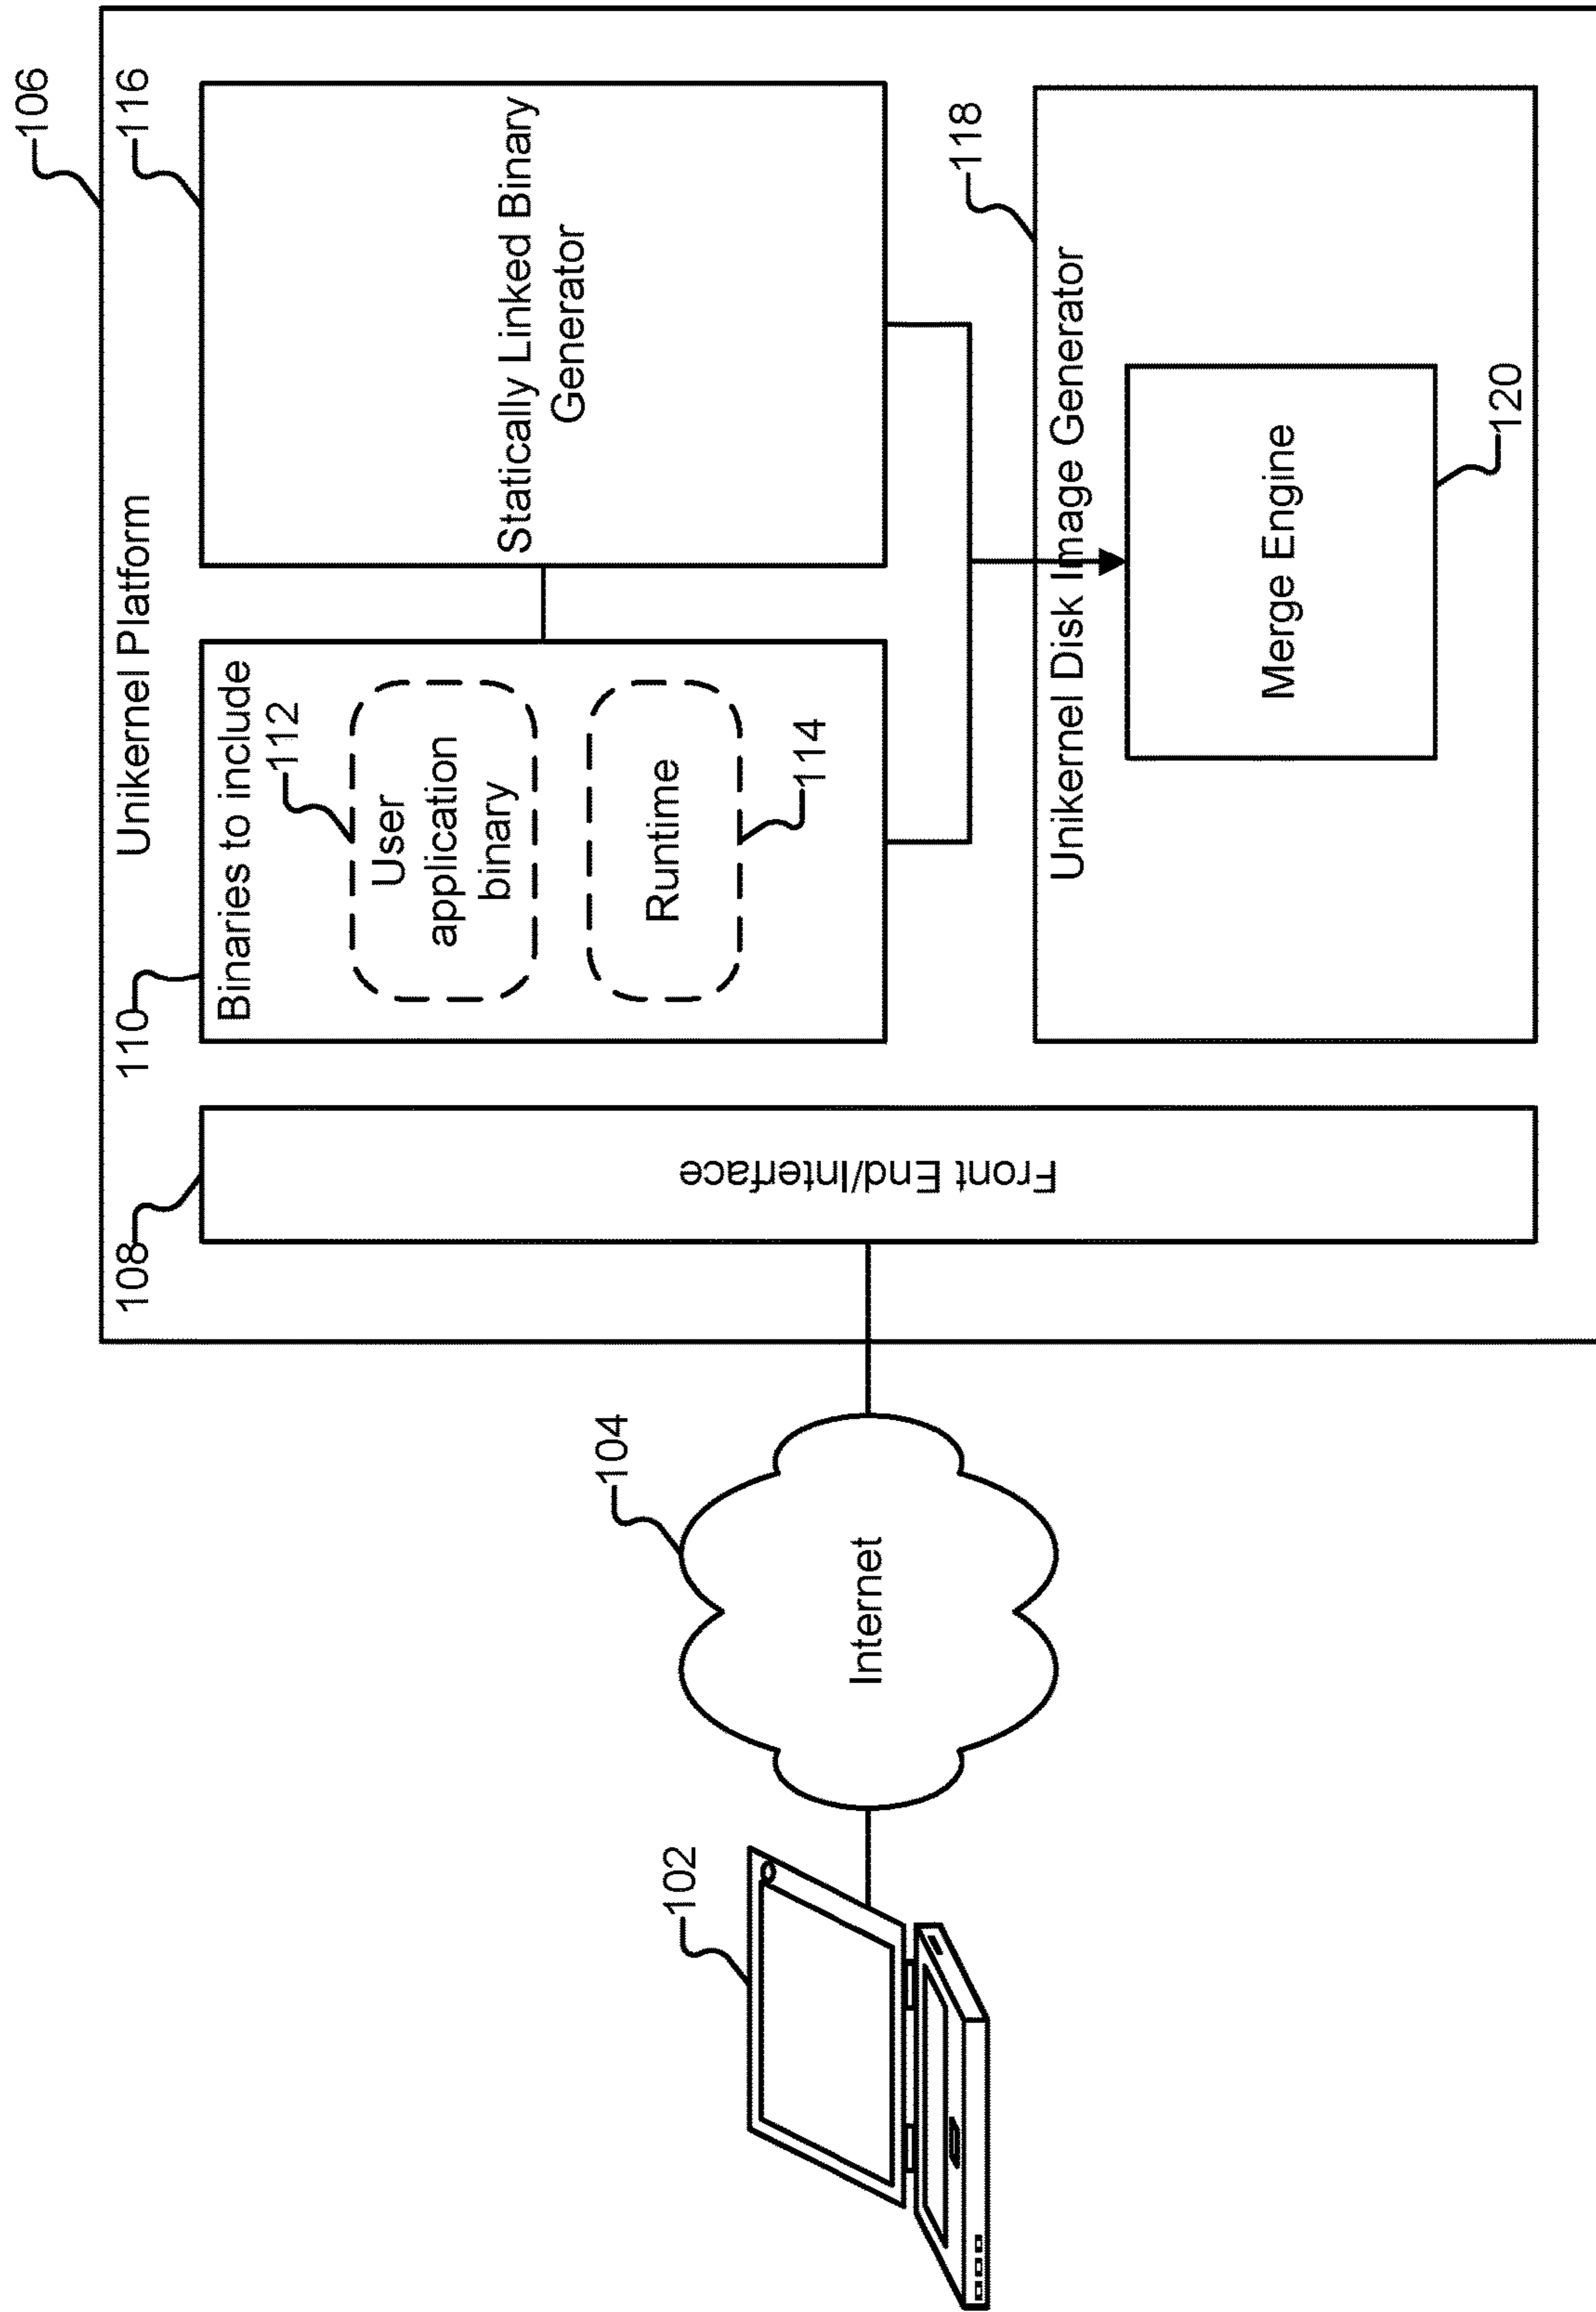 106
Unikernel Platform
116
110
Binaries to include
112
User
application
binary
Runtime
114
Statically Linked Binary
Generator
108
Front End/Interface
118
Unikernel Disk Image Generator
Merge Engine
120
104
Internet
102